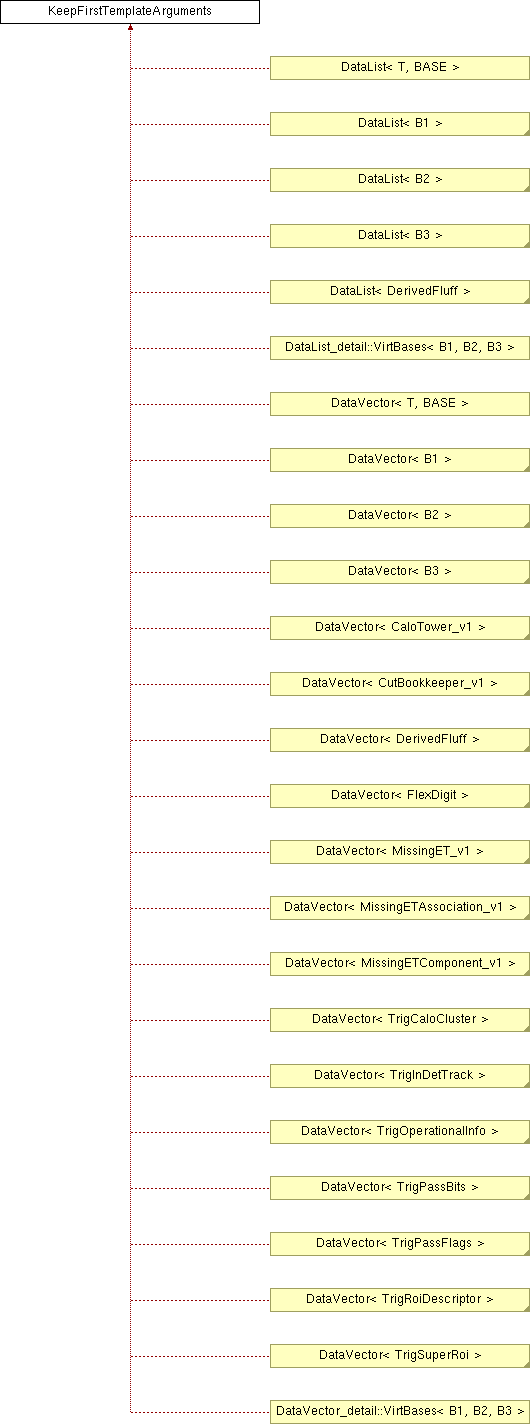 KeepFirstTemplateArguments
DataList< T, BASE >
DataList< B1 >
DataList< B2 >
DataList< B3 >
DataList< DerivedFluff >
DataList_detail::VirtBases< B1, B2, B3 >
DataVector< T, BASE >
DataVector< B1 >
DataVector< B2 >
DataVector< B3 >
DataVector< CaloTower_v1 >
DataVector< CutBookkeeper_v1 >
DataVector< DerivedFluff >
DataVector< FlexDigit >
DataVector< MissingET_v1 >
DataVector< MissingETAssociation_v1 >
DataVector< MissingETComponent_v1 >
DataVector< TrigCaloCluster >
DataVector< TrigInDetTrack >
DataVector< TrigOperationalInfo >
DataVector< TrigPassBits >
DataVector< TrigPassFlags >
DataVector< TrigRoiDescriptor >
DataVector< TrigSuperRoi >
DataVector_detail::VirtBases< B1, B2, B3 >